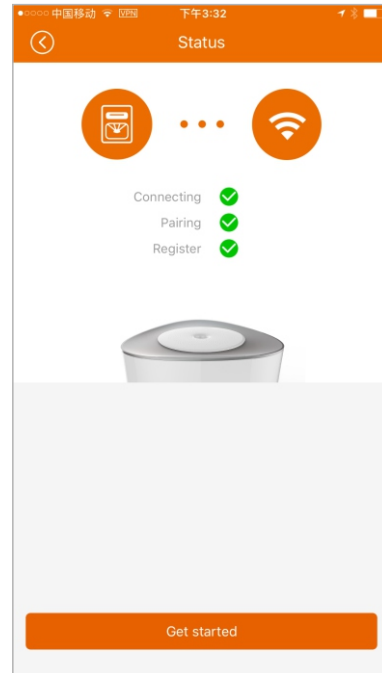 中国移动 VPN 下午3:32
Status
Connecting
Pairing
Register
Get started